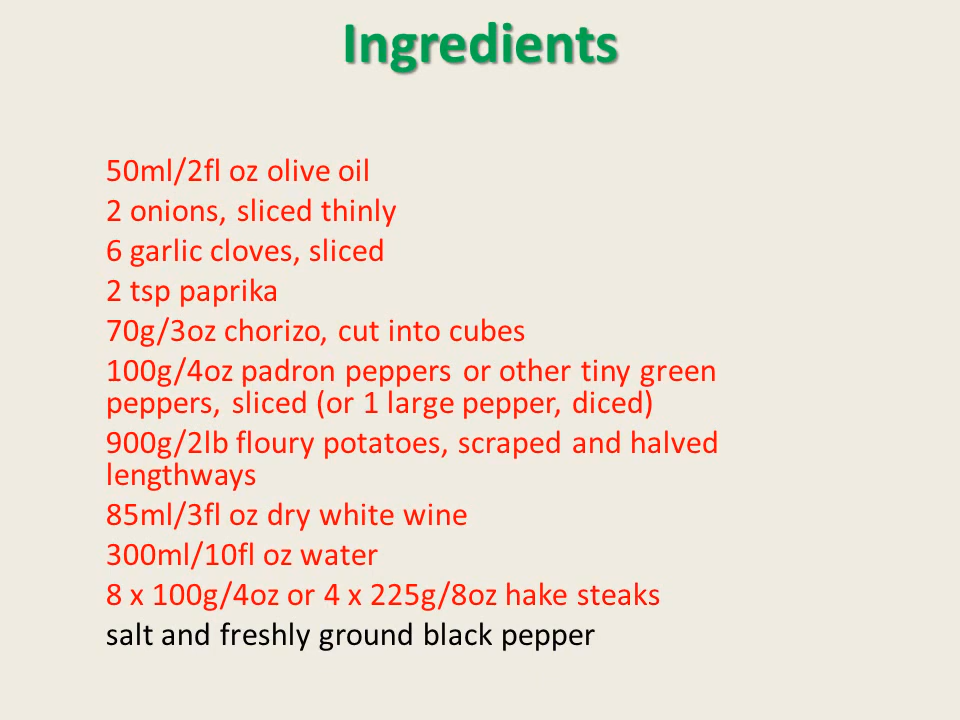 Ingredients
50ml/2fl oz olive oil
2 onions, sliced thinly
6 garlic cloves, sliced
2 tsp paprika
70g/3oz chorizo, cut into cubes
100g/4oz padron peppers or other tiny green
peppers, sliced (or 1 large pepper, diced)
900g/2lb floury potatoes, scraped and halved
lengthways
85ml/3fl oz dry white wine
300ml/10fl oz water
8 x 100g/4oz or 4 x 225g/8oz hake steaks
salt and freshly ground black pepper